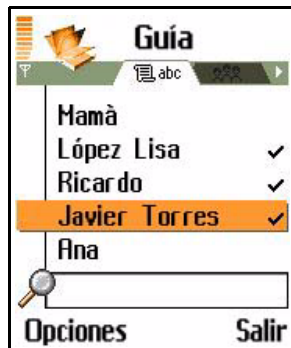 Guía
abc
Mamà
López Lisa
Ricardo
Javier Torres
Ana
Opciones Salir